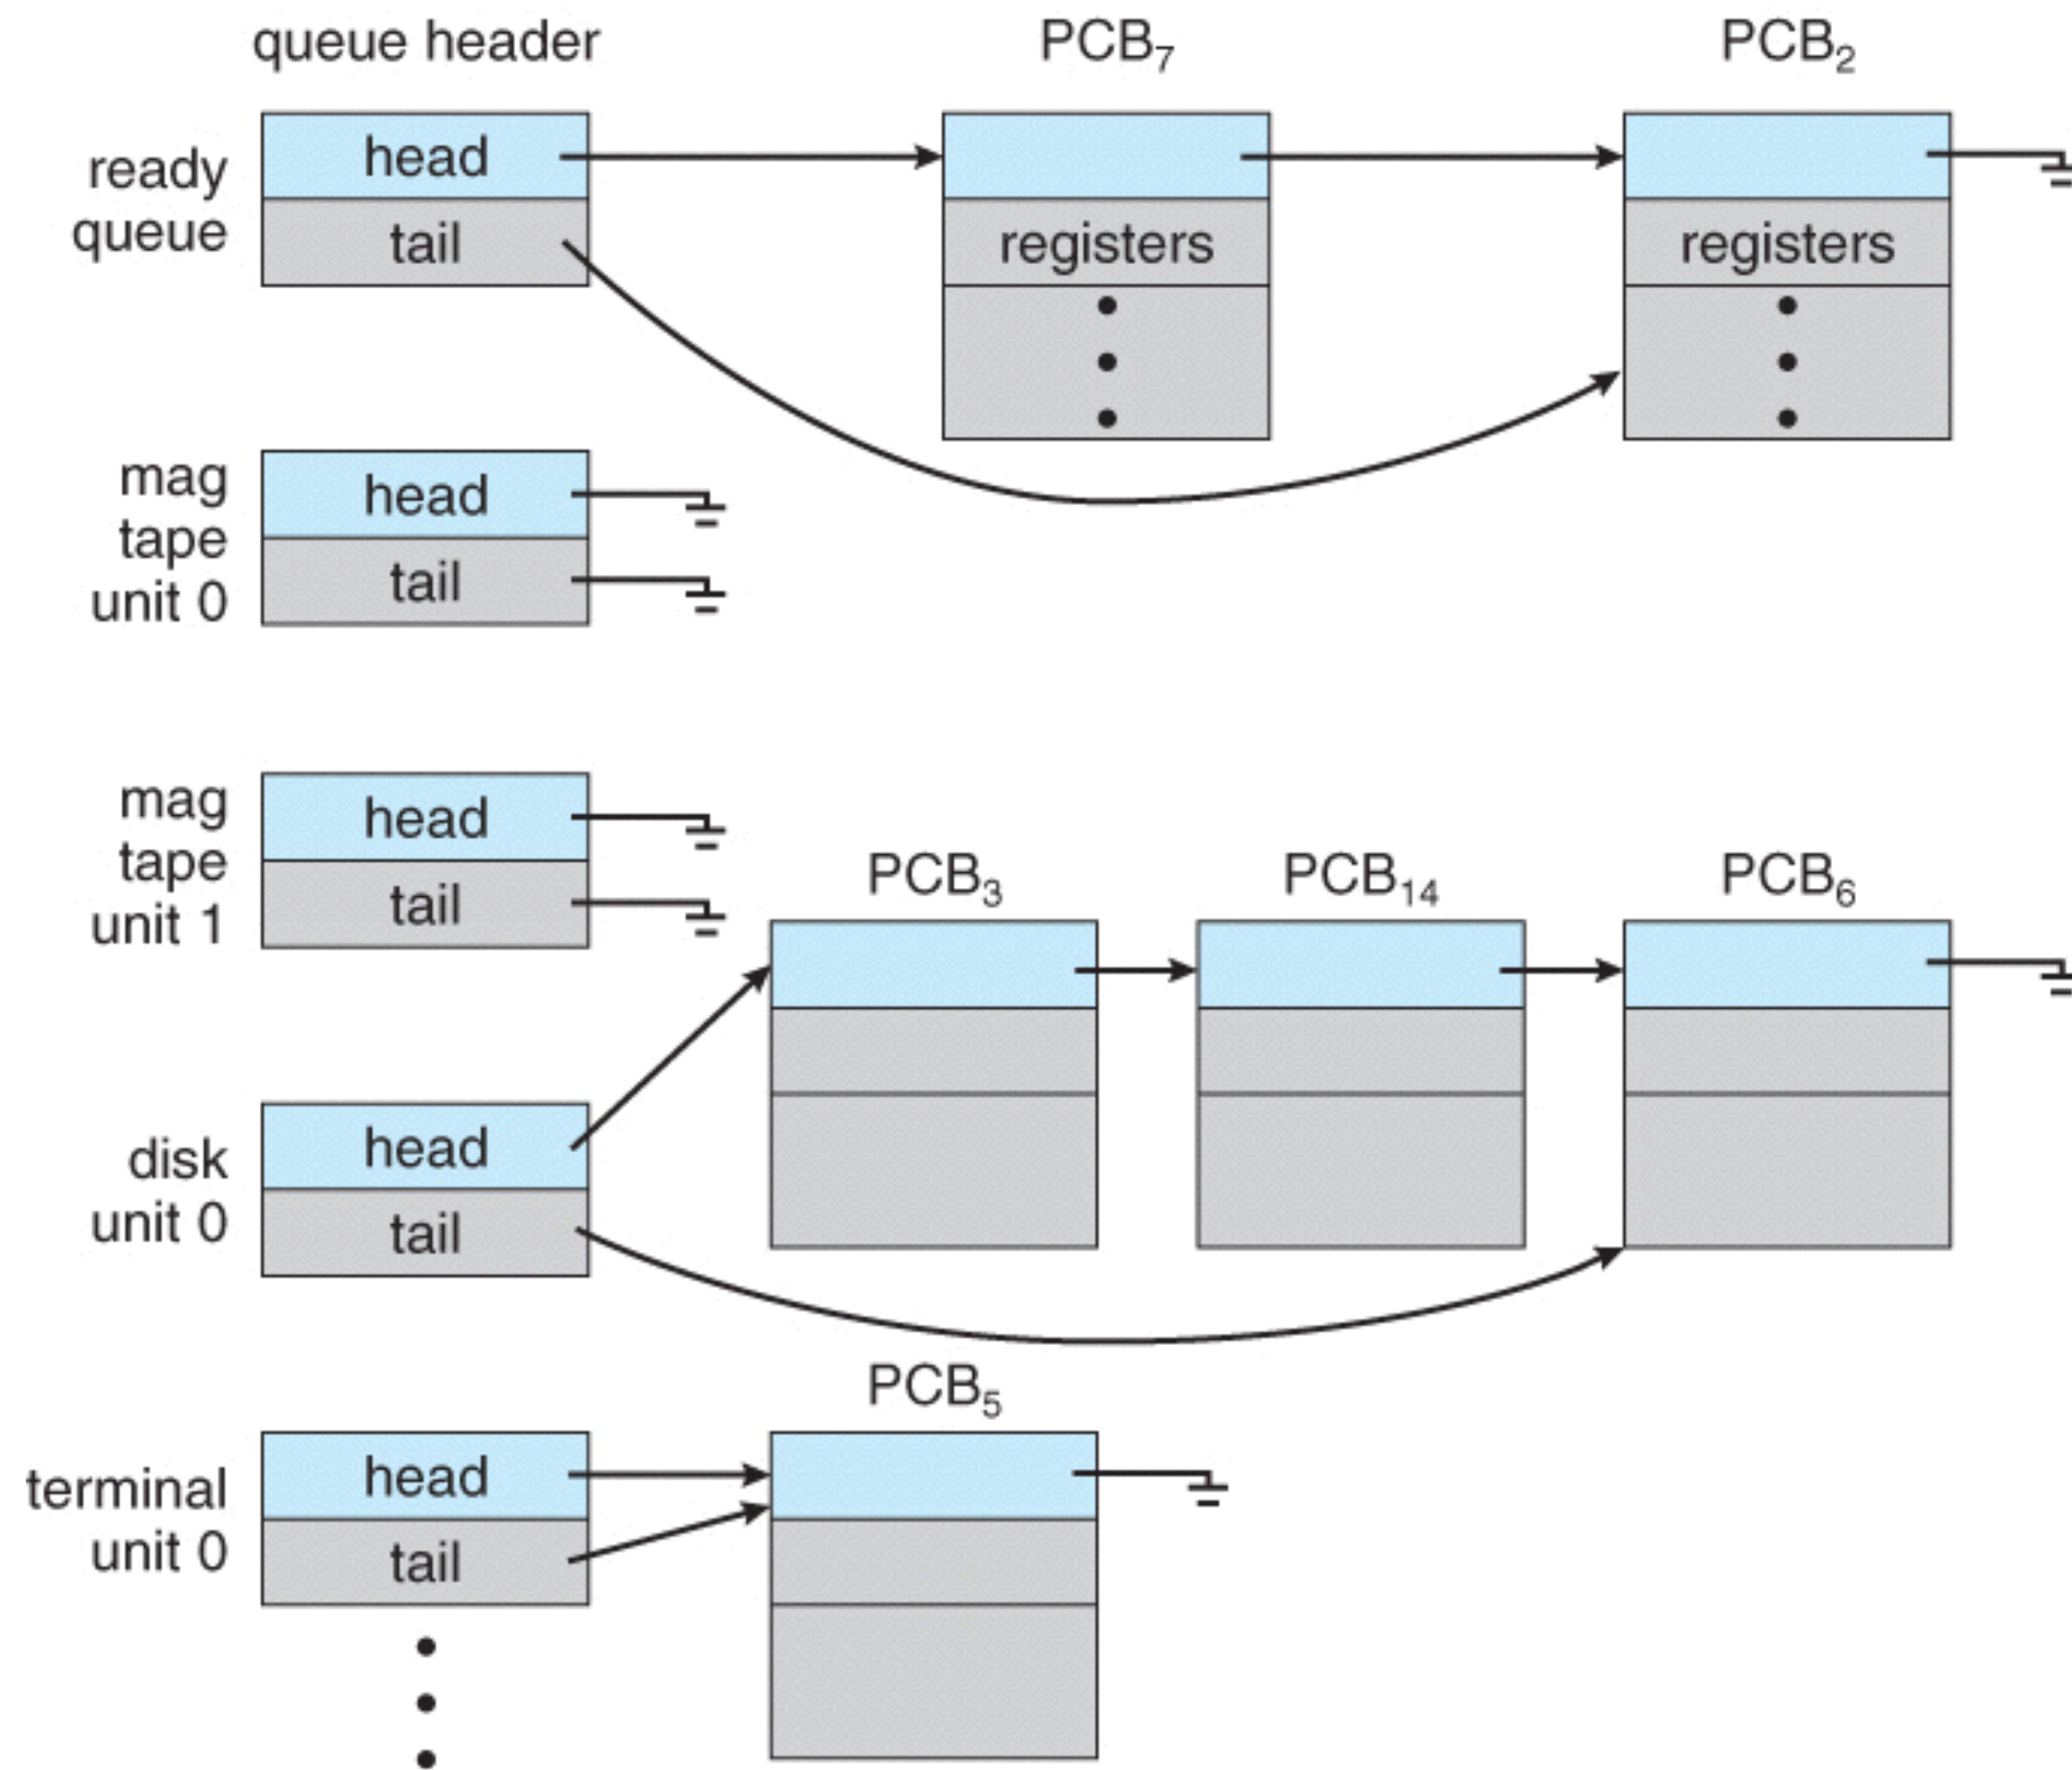 queue header
PCB₇
PCB₂
ready
queue
head
tail
registers
registers
mag
tape
unit 0
head
tail
mag
tape
unit 1
head
tail
PCB₃
PCB₁₄
PCB₆
disk
unit 0
head
tail
PCB₅
terminal
unit 0
head
tail